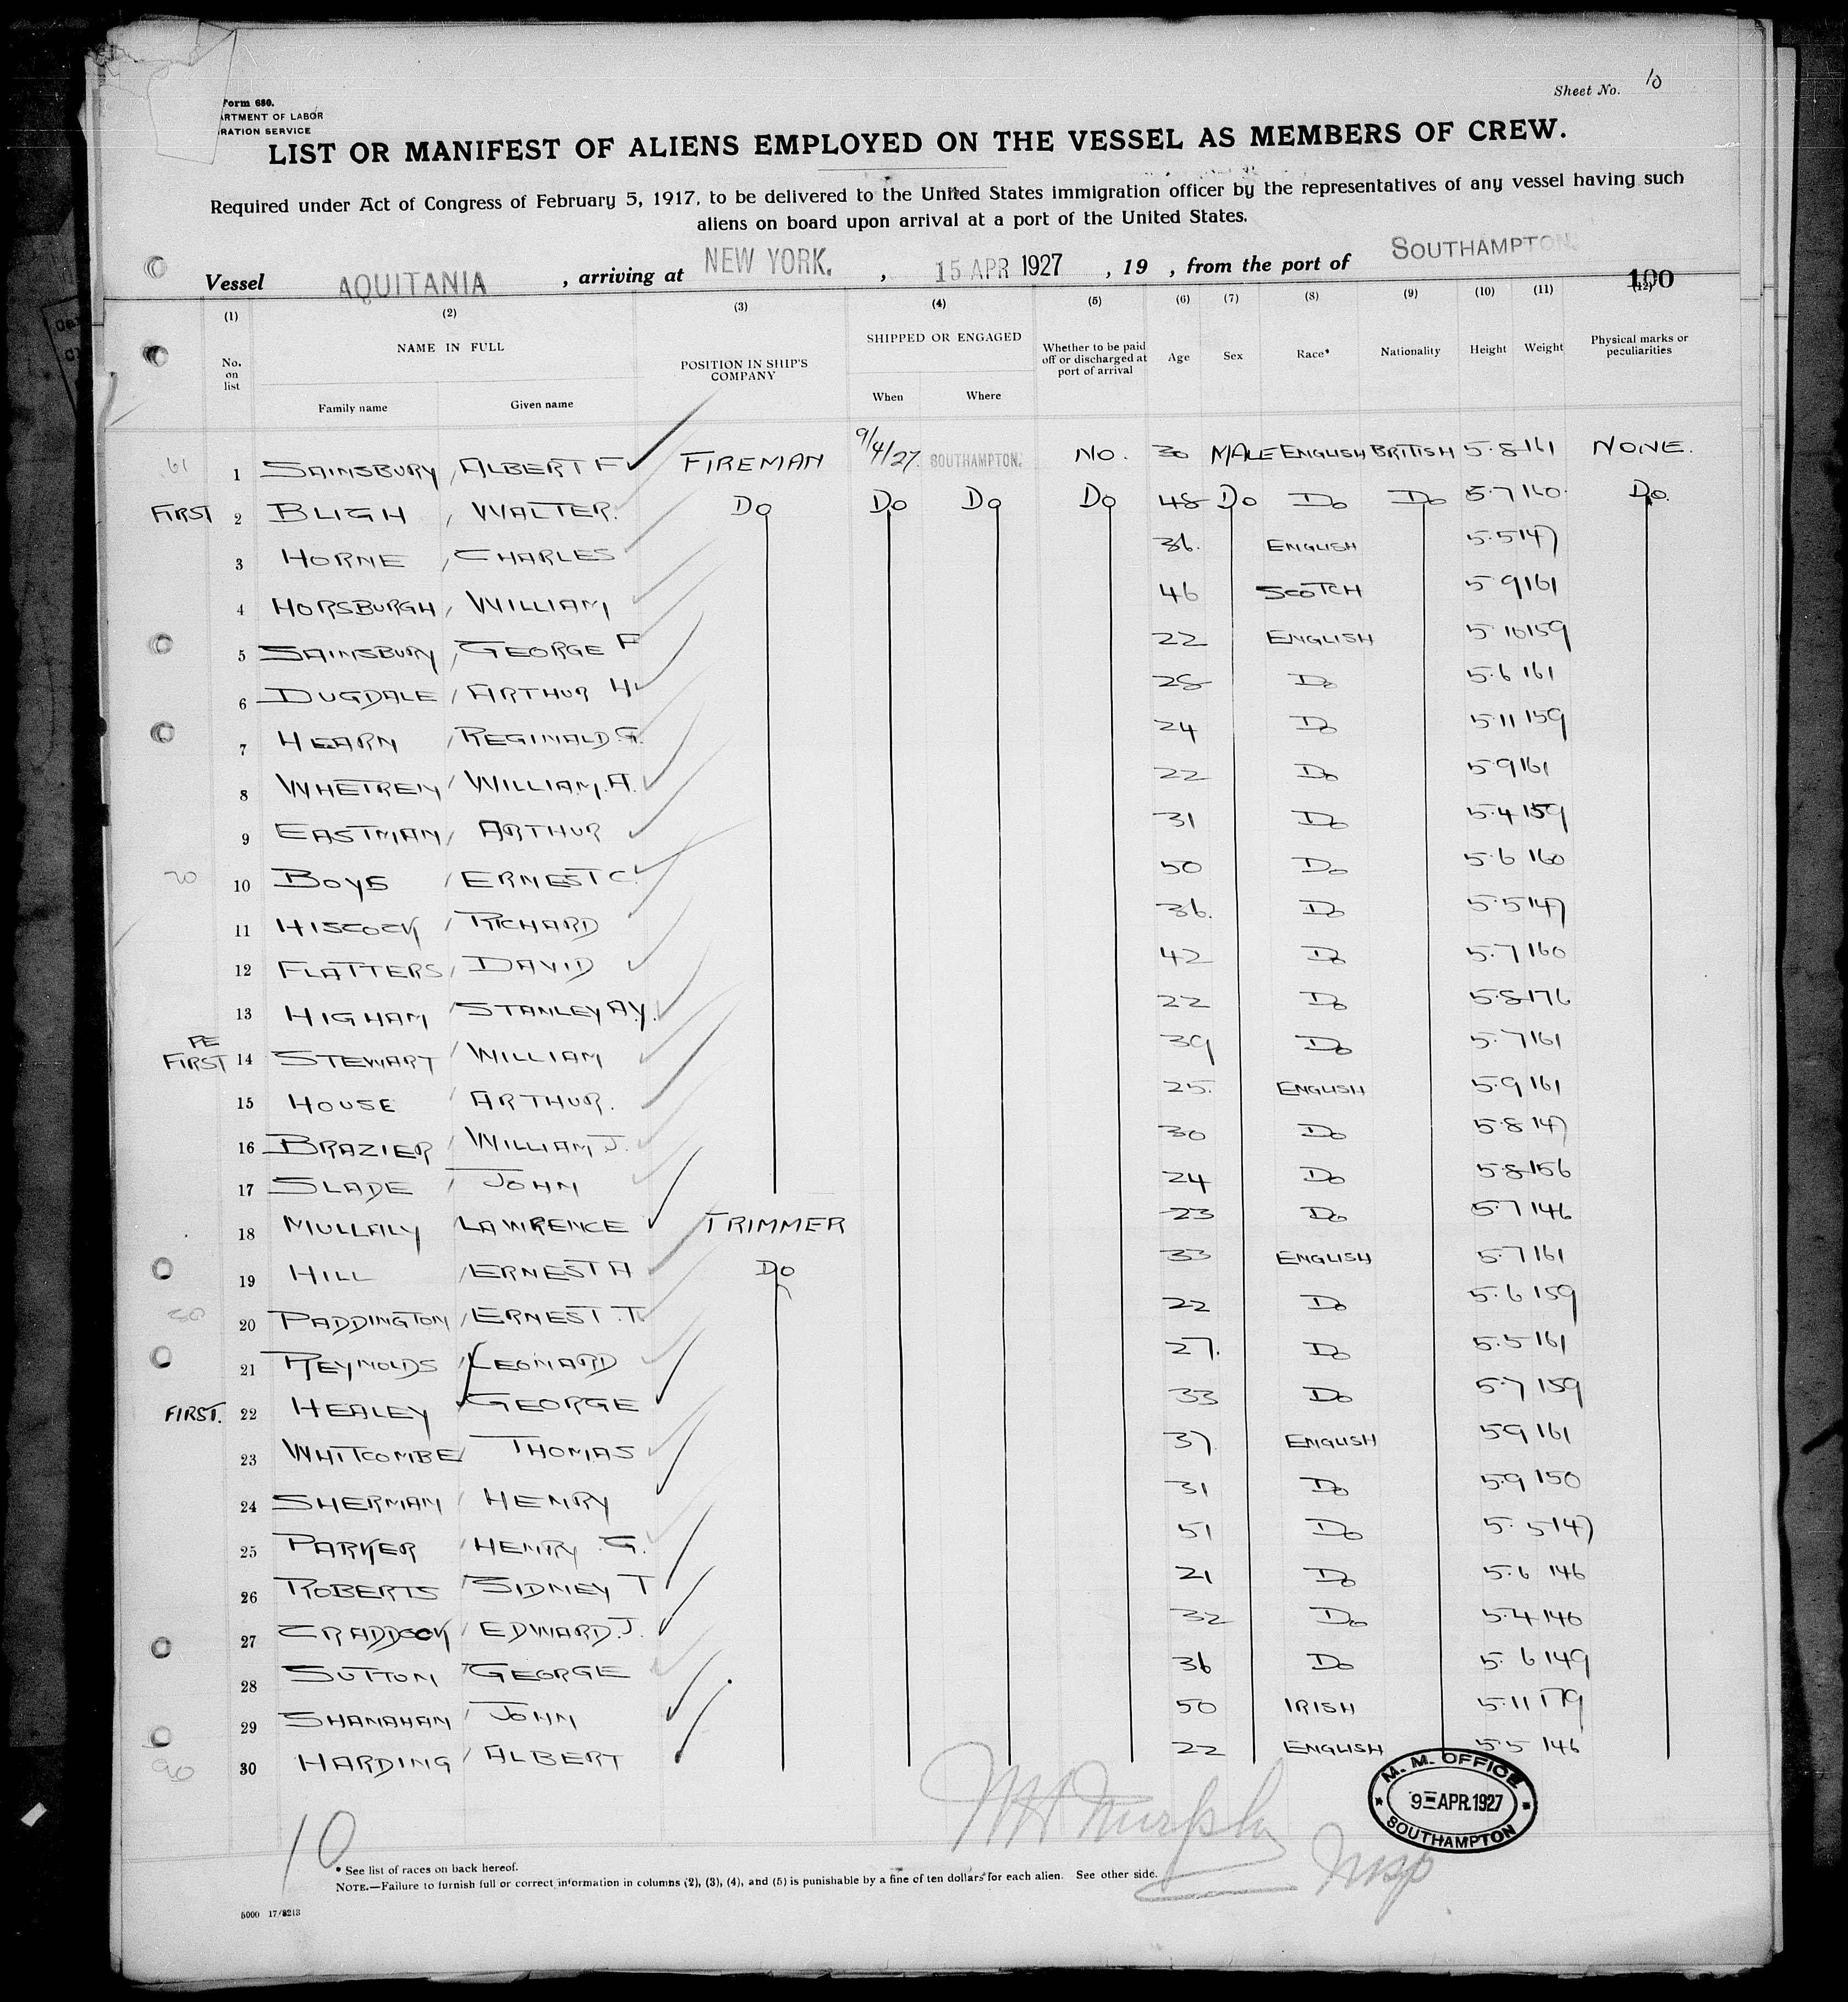 Sheet No. 10
Form 680.
ARTMENT OF LABOR
RATION SERVICE
LIST OR MANIFEST OF ALIENS EMPLOYED ON THE VESSEL AS MEMBERS OF CREW.
Required under Act of Congress of February 5, 1917, to be delivered to the United States immigration officer by the representatives of any vessel having such
aliens on board upon arrival at a port of the United States.
Vessel AQUITANIA , arriving at NEW YORK. , 15 APR 1927 , 19 , from the port of SOUTHAMPTON.
100
(1) (2) (3) (4) (5) (6) (7) (8) (9) (10) (11) (12)
No. on list NAME IN FULL POSITION IN SHIP'S COMPANY SHIPPED OR ENGAGED Whether to be paid off or discharged at port of arrival Age Sex Race* Nationality Height Weight Physical marks or peculiarities
Family name Given name When Where
61 1 SAINSBURY, ALBERT F FIREMAN 9/4/27. SOUTHAMPTON. NO. 30 MALE ENGLISH BRITISH 5.8 161 NONE.
FIRST 2 BLIGH, WALTER. DO DO DO DO 48 DO DO DO 5.7 160. DO.
3 HORNE, CHARLES 36. ENGLISH 5.5 147
4 HORSBURGH, WILLIAM 46 SCOTCH 5.9 161
5 SAINSBURY, GEORGE F 22 ENGLISH 5.10 159
6 DUGDALE, ARTHUR H 28 DO 5.6 161
7 HEARN, REGINALD.G. 24 DO 5.11 159
8 WHETREN, WILLIAM.A. 22 DO 5.9 161
9 EASTMAN, ARTHUR 31 DO 5.4 159
70 10 BOYS, ERNEST C. 50 DO 5.6 160
11 HISCOCK, RICHARD 36. DO 5.5 147
12 FLATTERS, DAVID 42 DO 5.7 160
13 HIGHAM, STANLEY A.Y. 22 DO 5.8 176
RE
FIRST 14 STEWART, WILLIAM 39 DO 5.7 161
15 HOUSE, ARTHUR. 25. ENGLISH 5.9 161
16 BRAZIER, WILLIAM J. 30 DO 5.8 147
17 SLADE, JOHN 24 DO 5.8 156
18 MULLALY LAWRENCE TRIMMER 23 DO 5.7 146
19 HILL, ERNEST A DO 33 ENGLISH 5.7 161
80 20 PADDINGTON, ERNEST.T. 22 DO 5.6 159
21 REYNOLDS, LEONARD 27. DO 5.5 161
FIRST. 22 HEALEY GEORGE 33 DO 5.7 159
23 WHITCOMBE, THOMAS 37. ENGLISH 5.9 161
24 SHERMAN, HENRY 31 DO 5.9 150
25 PARKER, HENRY.G. 51 DO 5.5 147
26 ROBERTS, SIDNEY T 21 DO 5.6 146
27 CRADDOCK, EDWARD.J. 32 DO 5.4 146
28 SUTTON, GEORGE 36 DO 5.6 149
29 SHANAHAN, JOHN 50 IRISH 5.11 179
90 30 HARDING, ALBERT 22 ENGLISH 5.5 146
M. M. OFFICE
9 APR. 1927
SOUTHAMPTON
10 Murphy Insp
* See list of races on back hereof.
NOTE.—Failure to furnish full or correct information in columns (2), (3), (4), and (5) is punishable by a fine of ten dollars for each alien. See other side.
5000 17/8213